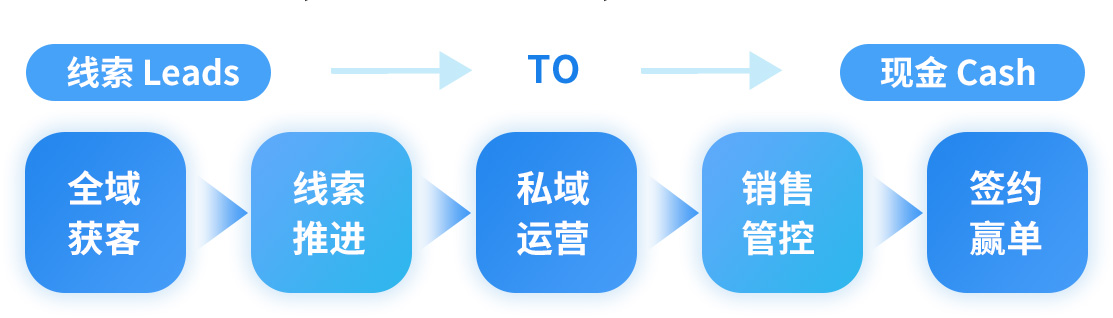 线索 Leads
TO
现金 Cash
全域
获客
线索
推进
私域
运营
销售
管控
签约
赢单